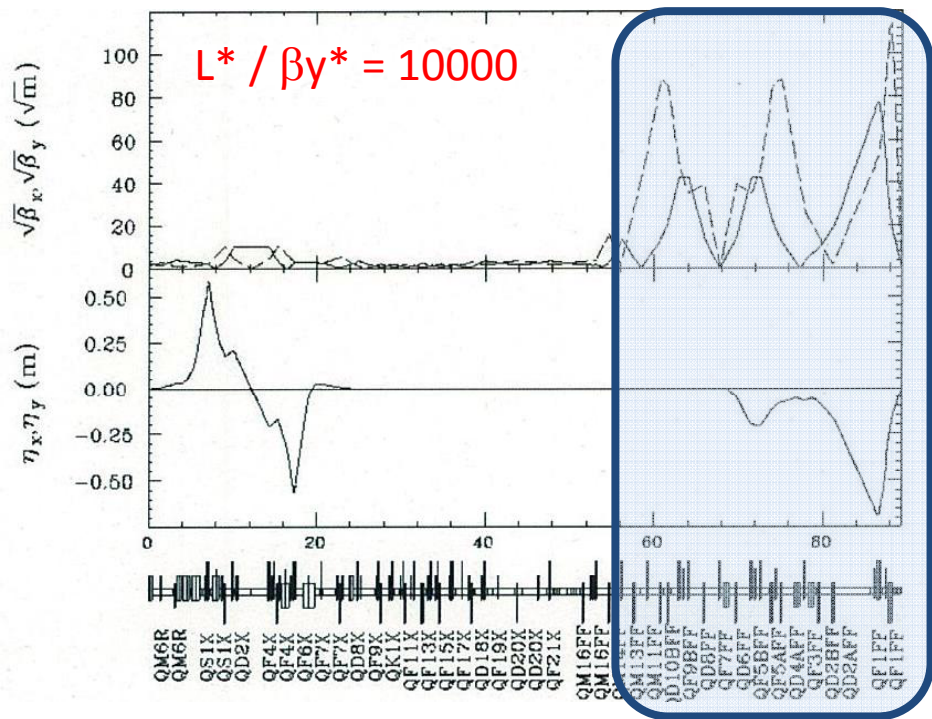 L* / βy* = 10000
√βx,√βy (√m)
100
80
60
40
20
0
ηx,ηy (m)
0.50
0.25
0.00
−0.25
−0.50
0 20 40 60 80
QM6R
QM6R
QS1X
QS1X
QD2X
QF4X
QF4X
QF6X
QF7X
QF7X
QD8X
QF9X
QK1X
QF11X
QF13X
QF15X
QF17X
QD18X
QF19X
QD20X
QD20X
QF21X
QM16FF
QM16FF
QM14FF
QM13FF
QM11FF
QD10BFF
QF9BFF
QD8FF
QF7FF
QD6FF
QF5BFF
QF5AFF
QD4AFF
QF3FF
QD2BFF
QD2AFF
QF1FF
QF1FF